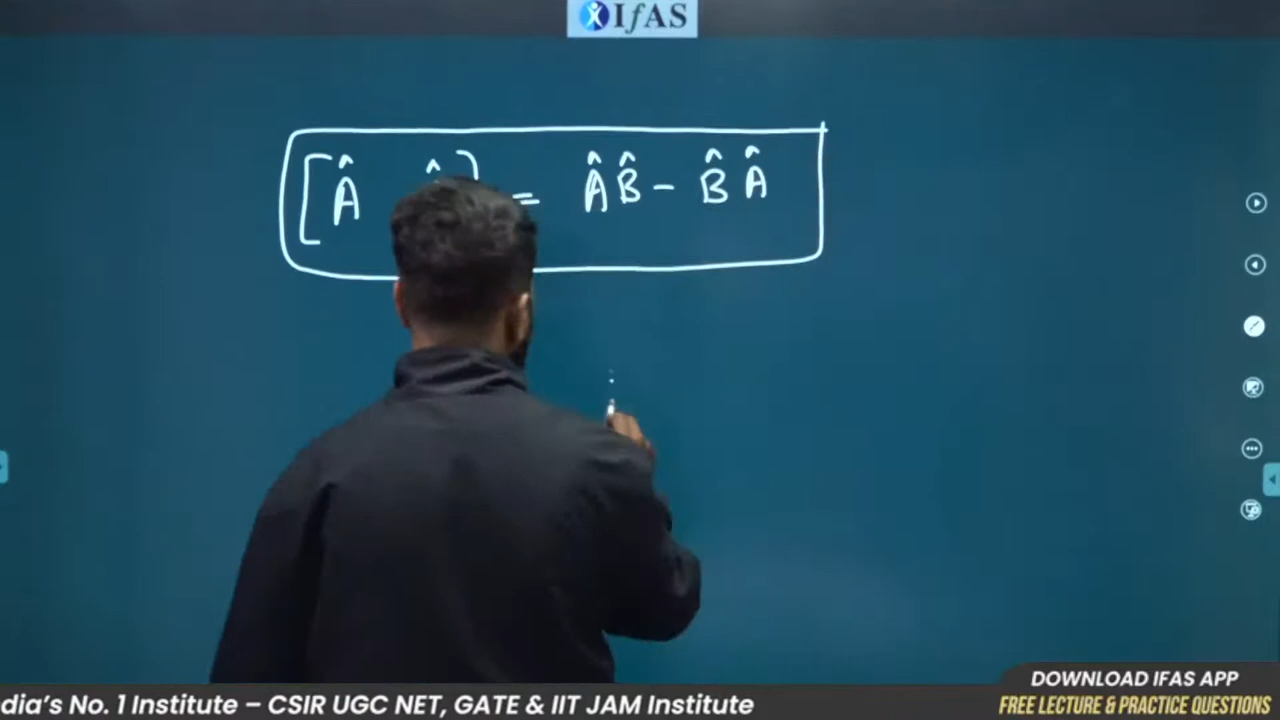 IfAS
[Â ^] = ÂB̂ - B̂Â
DOWNLOAD IFAS APP
dia's No. 1 Institute – CSIR UGC NET, GATE & IIT JAM Institute
FREE LECTURE & PRACTICE QUESTIONS